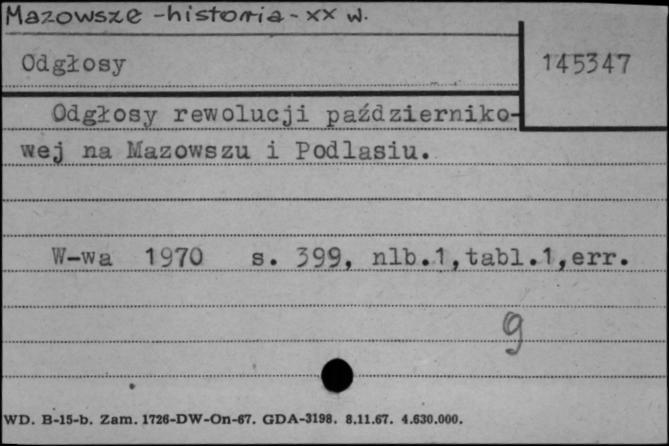 Mazowsze - historia - XX w.
Odgłosy
145347
Odgłosy rewolucji październiko-
wej na Mazowszu i Podlasiu.
W-wa 1970 s. 399, nlb.1,tabl.1,err.
g
WD. B-15-b. Zam. 1726-DW-On-67. GDA-3198. 8.11.67. 4.630.000.